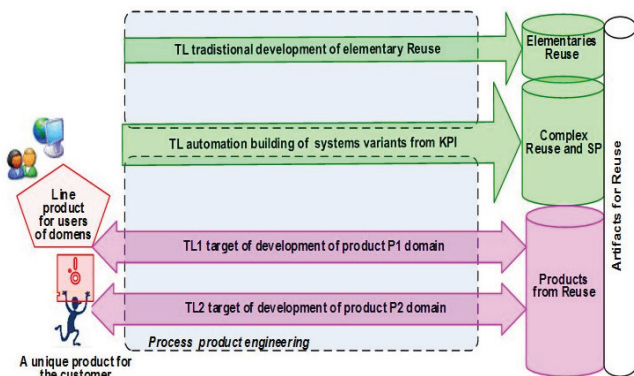 TL tradistional development of elementary Reuse
Elementaries
Reuse
TL automation building of systems variants from KPI
Complex
Reuse and SP
Line
product
for users
of domens
TL1 target of development of product P1 domain
TL2 target of development of product P2 domain
Products
from Reuse
Artifacts for Reuse
Process product engineering
A unique product for
the customer